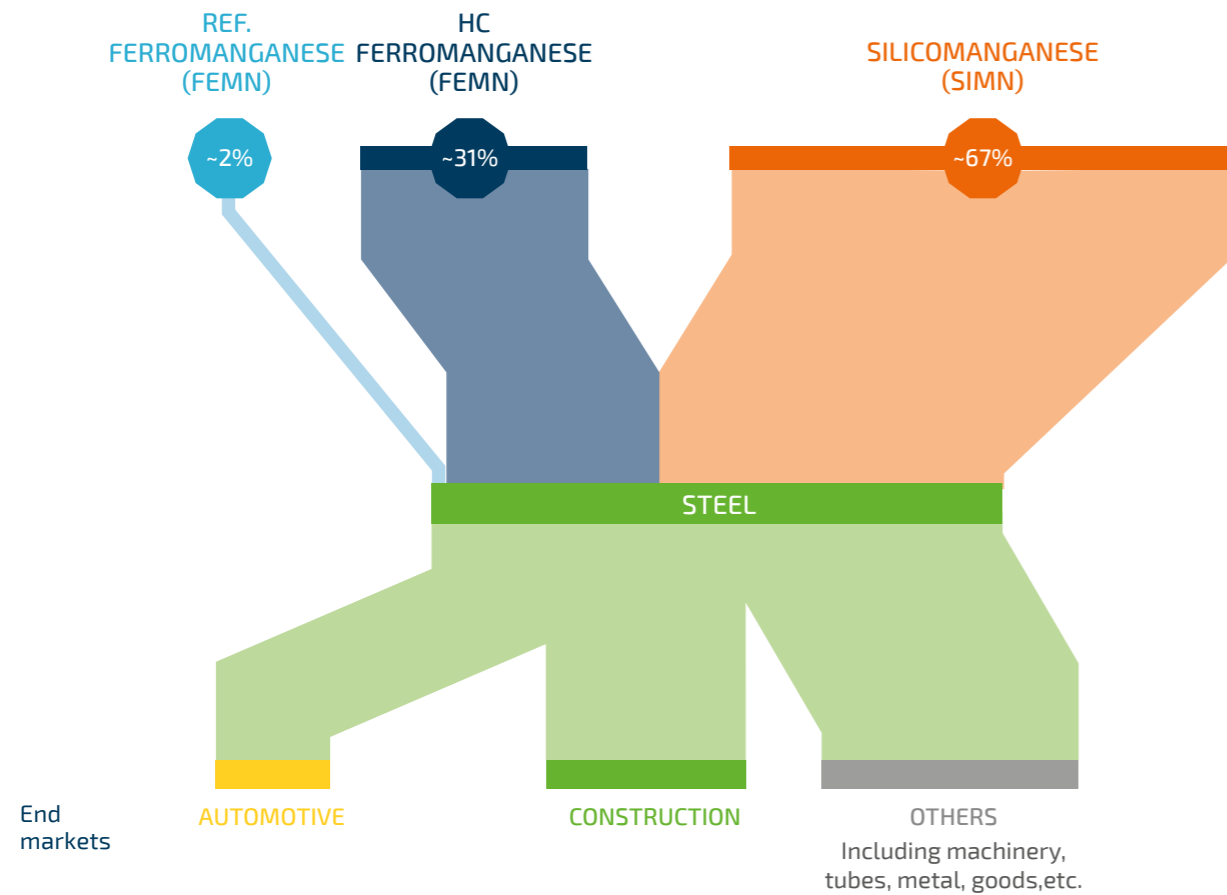 REF.
FERROMANGANESE
(FEMN)
HC
FERROMANGANESE
(FEMN)
SILICOMANGANESE
(SIMN)
~2%
~31%
~67%
STEEL
End
markets
AUTOMOTIVE
CONSTRUCTION
OTHERS
Including machinery,
tubes, metal, goods,etc.